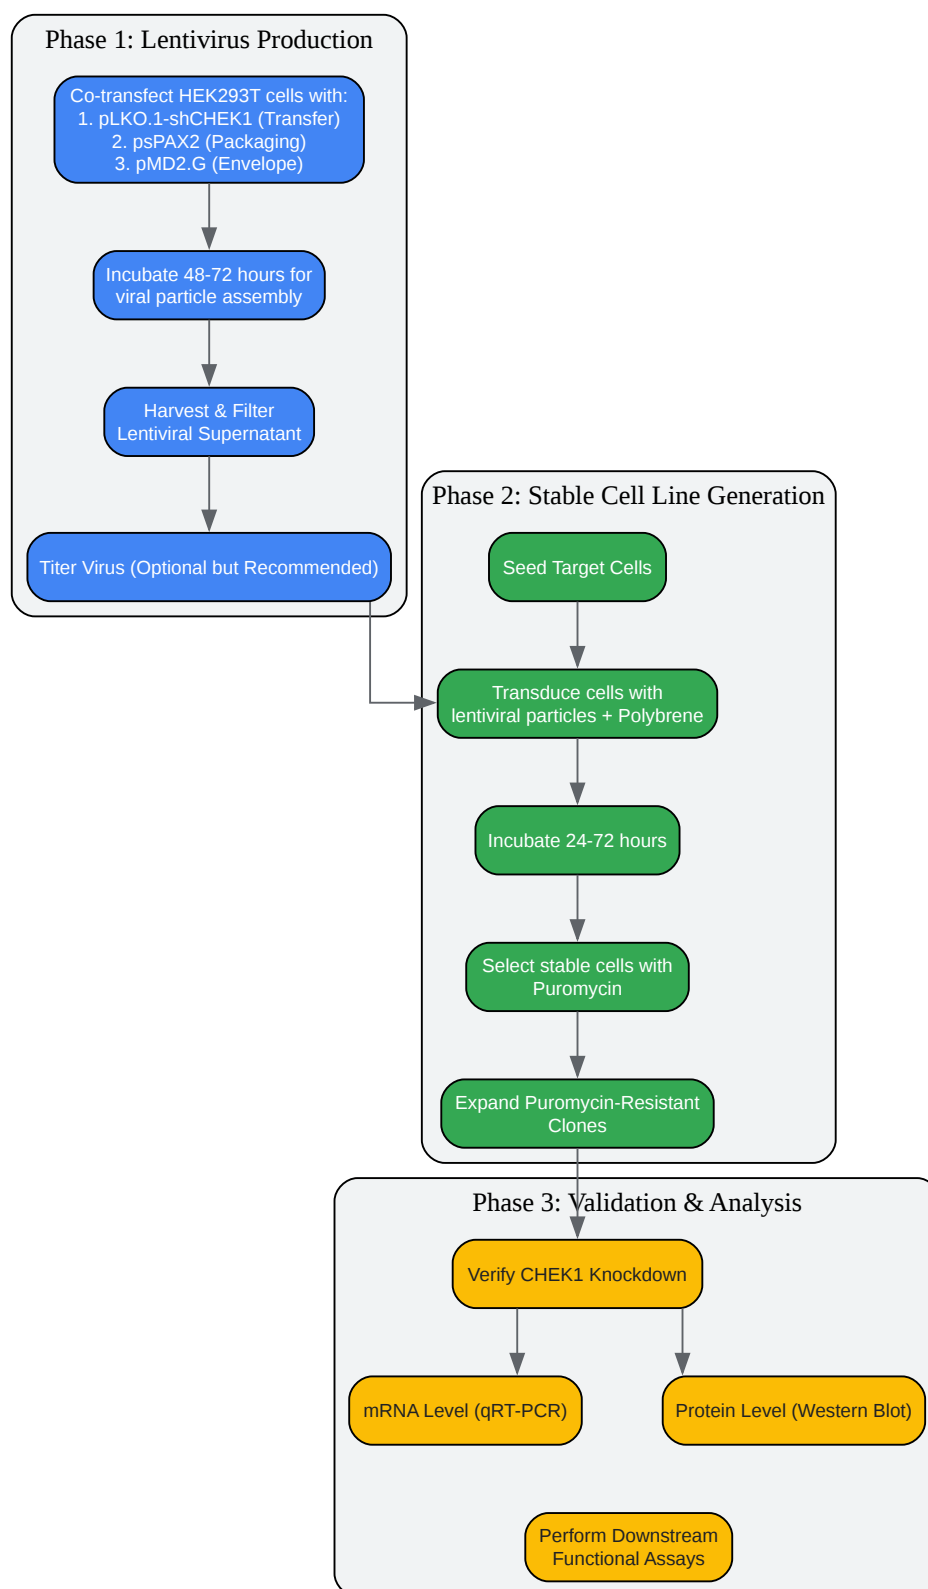 Phase 1: Lentivirus Production
Co-transfect HEK293T cells with:
1. pLKO.1-shCHEK1 (Transfer)
2. psPAX2 (Packaging)
3. pMD2.G (Envelope)
Incubate 48-72 hours for
viral particle assembly
Harvest & Filter
Lentiviral Supernatant
Titer Virus (Optional but Recommended)
Phase 2: Stable Cell Line Generation
Seed Target Cells
Transduce cells with
lentiviral particles + Polybrene
Incubate 24-72 hours
Select stable cells with
Puromycin
Expand Puromycin-Resistant
Clones
Phase 3: Validation & Analysis
Verify CHEK1 Knockdown
mRNA Level (qRT-PCR)
Protein Level (Western Blot)
Perform Downstream
Functional Assays